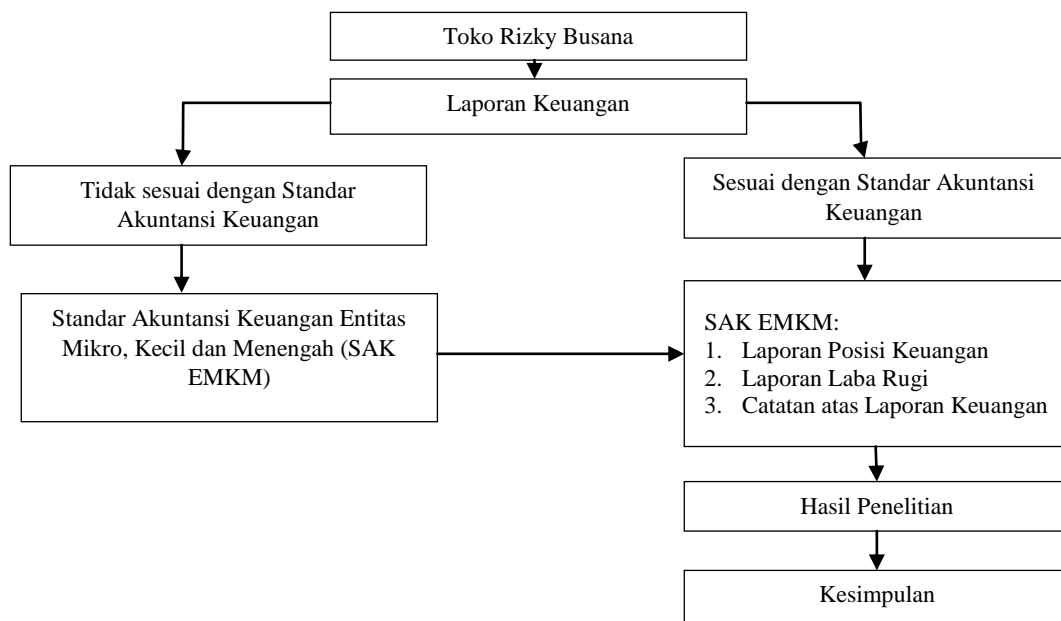 Toko Rizky Busana
Laporan Keuangan
Tidak sesuai dengan Standar
Akuntansi Keuangan
Sesuai dengan Standar Akuntansi
Keuangan
Standar Akuntansi Keuangan Entitas
Mikro, Kecil dan Menengah (SAK
EMKM)
SAK EMKM:
1. Laporan Posisi Keuangan
2. Laporan Laba Rugi
3. Catatan atas Laporan Keuangan
Hasil Penelitian
Kesimpulan